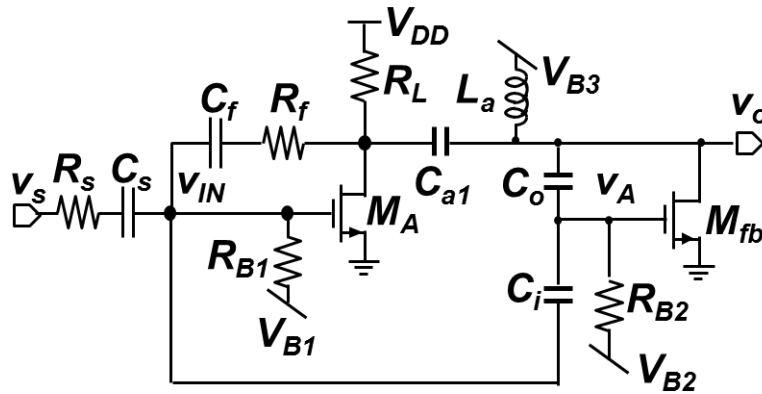 V_DD
C_f R_f R_L L_a V_B3
v_s R_s C_s v_IN C_a1 C_o v_A v_o
M_A M_fb
R_B1 C_i R_B2
V_B1 V_B2